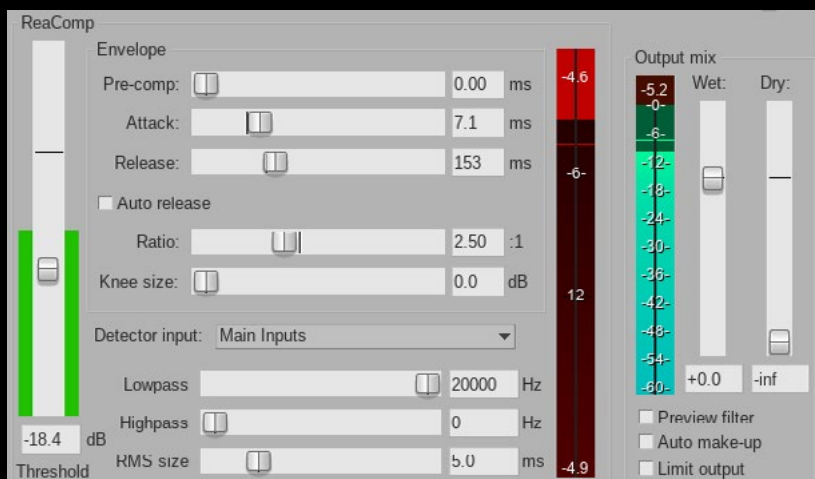 ReaComp
Envelope
Pre-comp: 0.00 ms
Attack: 7.1 ms
Release: 153 ms
Auto release
Ratio: 2.50 :1
Knee size: 0.0 dB
Detector input: Main Inputs
Lowpass 20000 Hz
Highpass 0 Hz
RMS size 5.0 ms
-18.4 dB
Threshold
-4.6
-6-
12
-4.9
Output mix
Wet: Dry:
-5.2
-0-
-6-
-12-
-18-
-24-
-30-
-36-
-42-
-48-
-54-
-60-
+0.0 -inf
Preview filter
Auto make-up
Limit output